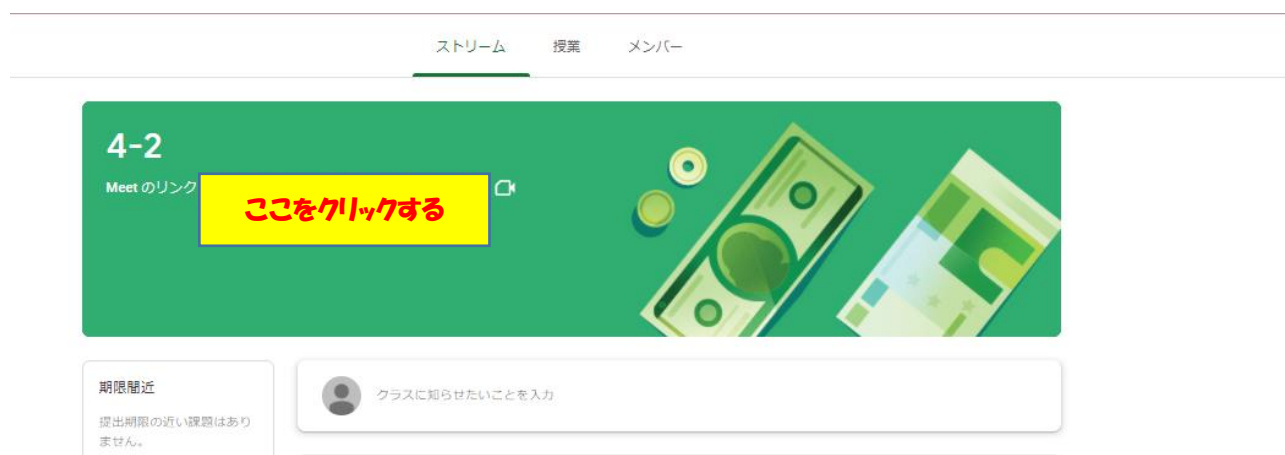 ストリーム 授業 メンバー
4-2
Meet のリンク
ここをクリックする
期限間近
クラスに知らせたいことを入力
提出期限の近い課題はあり
ません。